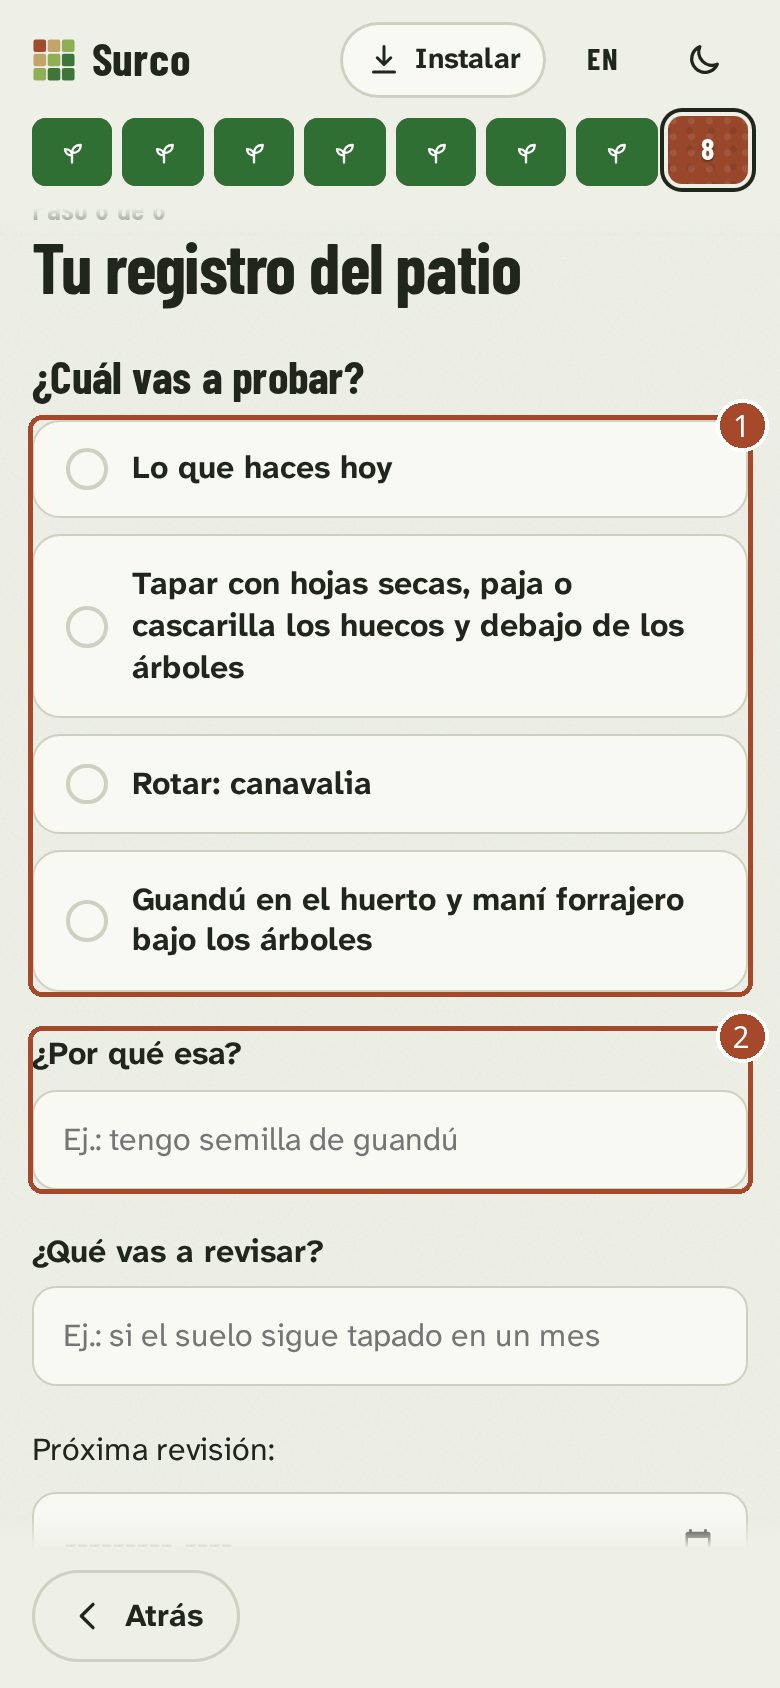 Surco
Instalar
EN
8
Tu registro del patio
¿Cuál vas a probar?
1
Lo que haces hoy
Tapar con hojas secas, paja o
cascarilla los huecos y debajo de los
árboles
Rotar: canavalia
Guandú en el huerto y maní forrajero
bajo los árboles
2
¿Por qué esa?
Ej.: tengo semilla de guandú
¿Qué vas a revisar?
Ej.: si el suelo sigue tapado en un mes
Próxima revisión:
Atrás